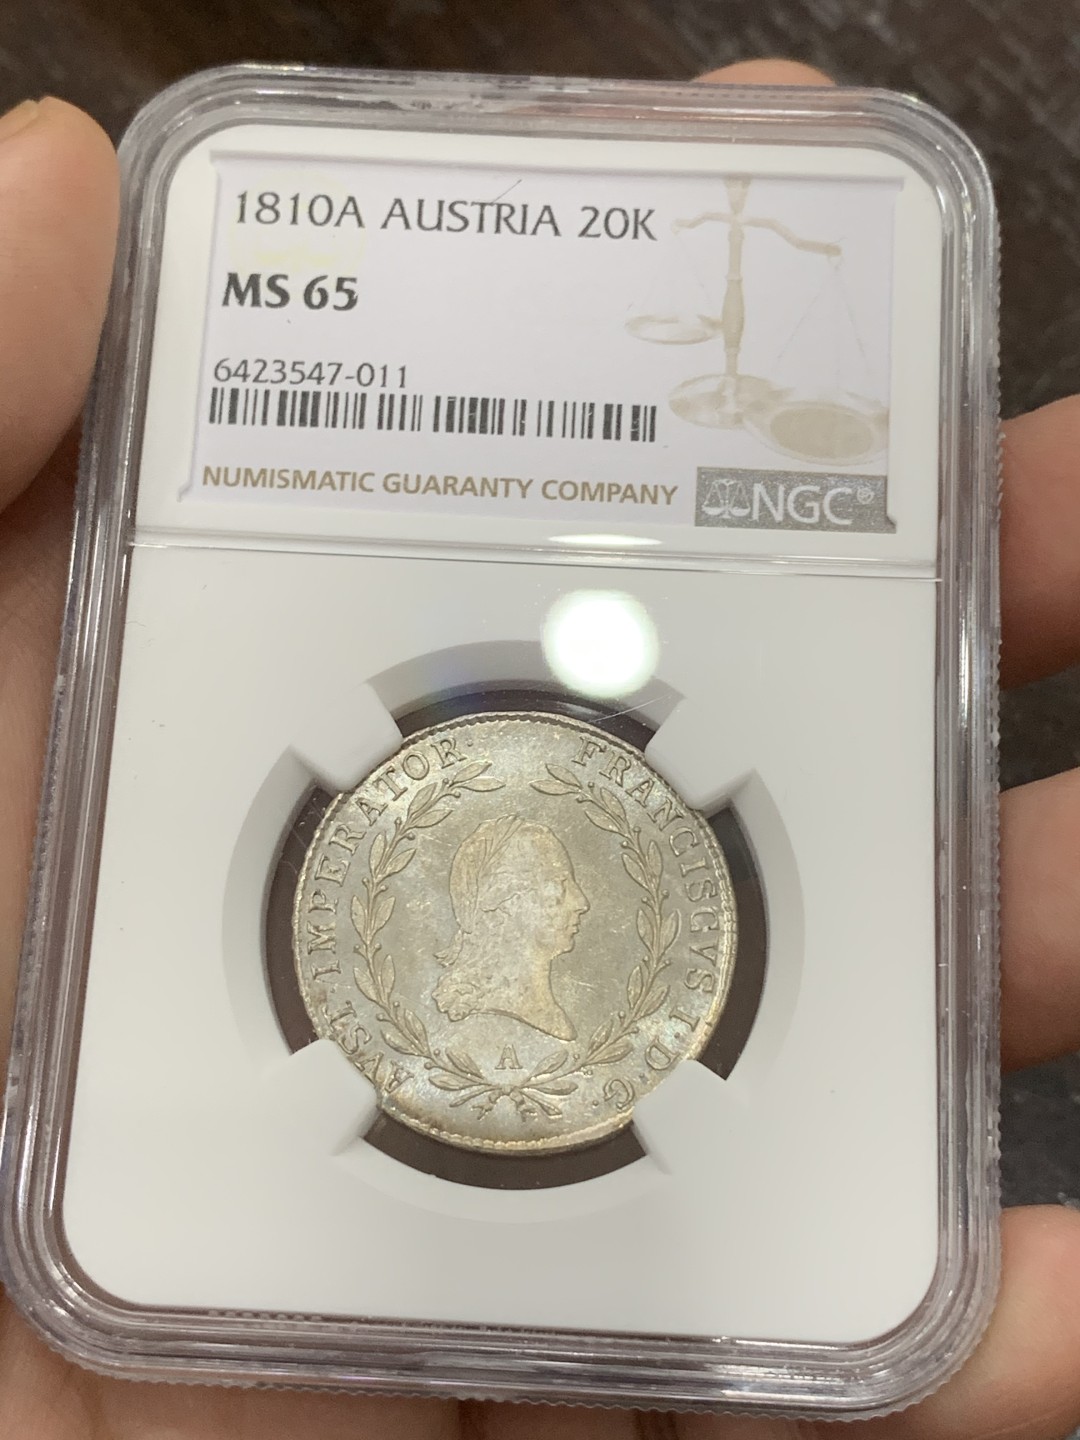 1810A AUSTRIA 20K
MS 65
6423547-011
NUMISMATIC GUARANTY COMPANY
NGC®
FRANCISCVS I. D. G. AVST. IMPERATOR.
A